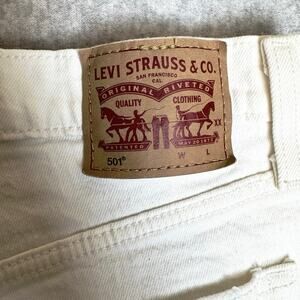 LEVI STRAUSS & CO.
SAN FRANCISCO
CAL.
ORIGINAL RIVETED
QUALITY CLOTHING
XX
PATENTED MAY 20 1873
501® W L